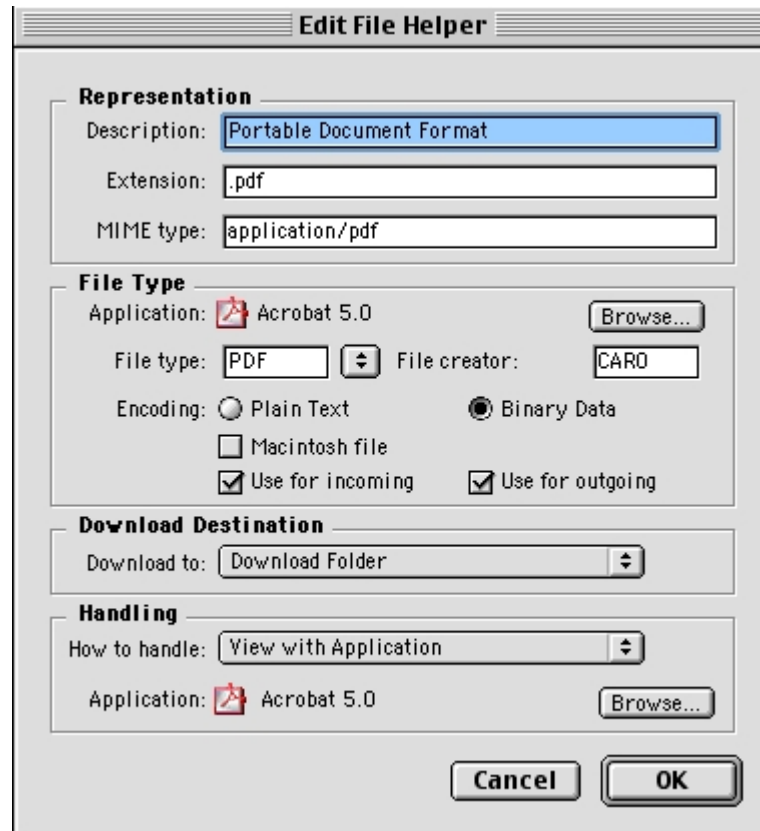 Edit File Helper
Representation
Description: Portable Document Format
Extension: .pdf
MIME type: application/pdf
File Type
Application: Acrobat 5.0 Browse...
File type: PDF File creator: CARO
Encoding: Plain Text Binary Data
Macintosh file
Use for incoming Use for outgoing
Download Destination
Download to: Download Folder
Handling
How to handle: View with Application
Application: Acrobat 5.0 Browse...
Cancel OK